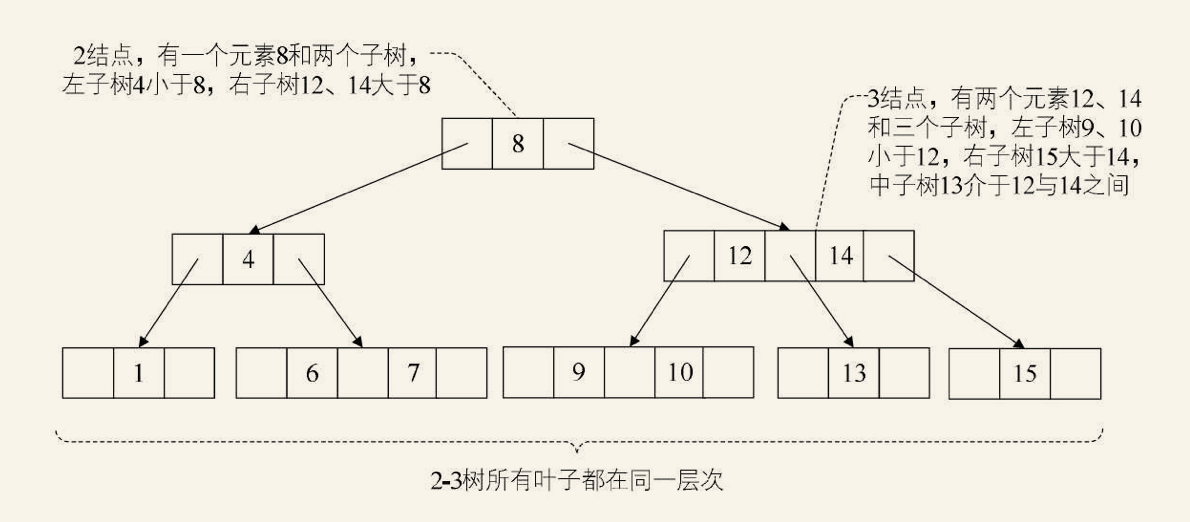 2结点，有一个元素8和两个子树，
左子树4小于8，右子树12、14大于8
3结点，有两个元素12、14
和三个子树，左子树9、10
小于12，右子树15大于14，
中子树13介于12与14之间
8
4
12 14
1
6 7
9 10
13
15
2-3树所有叶子都在同一层次